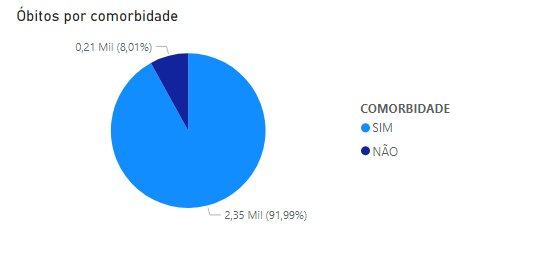 Óbitos por comorbidade
0,21 Mil (8,01%)
COMORBIDADE
SIM
NÃO
2,35 Mil (91,99%)